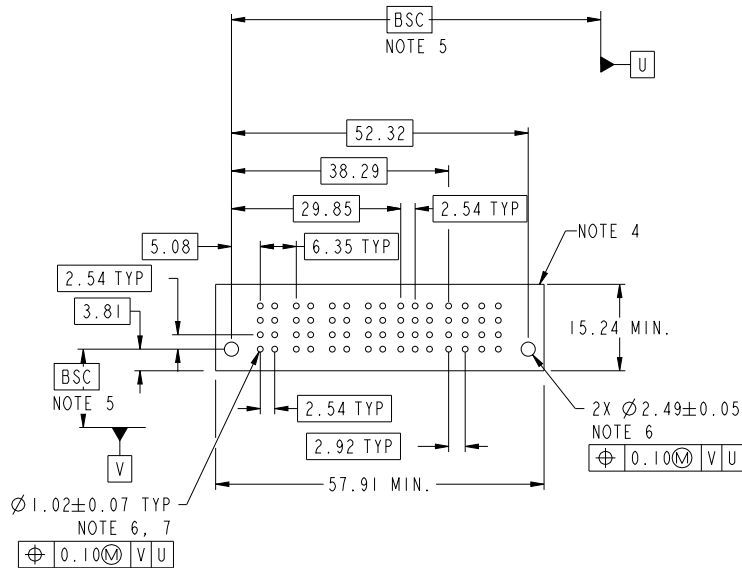 BSC
NOTE 5
U
52.32
38.29
29.85
2.54 TYP
5.08
6.35 TYP
NOTE 4
2.54 TYP
3.81
15.24 MIN.
BSC
NOTE 5
2.54 TYP
2X ∅2.49±0.05
NOTE 6
⌖ 0.10Ⓜ V U
V
2.92 TYP
57.91 MIN.
∅1.02±0.07 TYP
NOTE 6, 7
⌖ 0.10Ⓜ V U